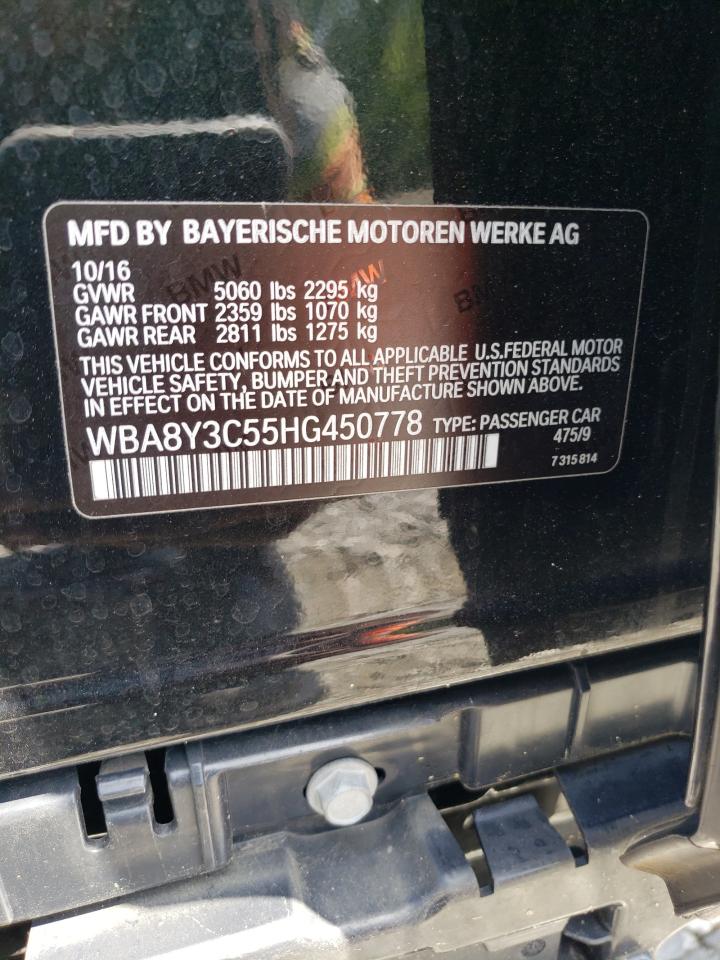 MFD BY BAYERISCHE MOTOREN WERKE AG
10/16
GVWR 5060 lbs 2295 kg
GAWR FRONT 2359 lbs 1070 kg
GAWR REAR 2811 lbs 1275 kg
THIS VEHICLE CONFORMS TO ALL APPLICABLE U.S.FEDERAL MOTOR
VEHICLE SAFETY, BUMPER AND THEFT PREVENTION STANDARDS
IN EFFECT ON THE DATE OF MANUFACTURE SHOWN ABOVE.
WBA8Y3C55HG450778 TYPE: PASSENGER CAR
475/9
7 315 814
BMW